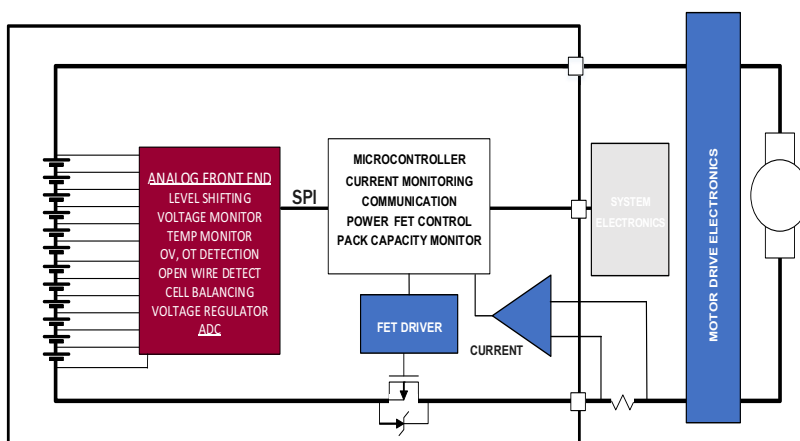 ANALOG FRONT END
LEVEL SHIFTING
VOLTAGE MONITOR
TEMP MONITOR
OV, OT DETECTION
OPEN WIRE DETECT
CELL BALANCING
VOLTAGE REGULATOR
ADC
SPI
MICROCONTROLLER
CURRENT MONITORING
COMMUNICATION
POWER FET CONTROL
PACK CAPACITY MONITOR
FET DRIVER
CURRENT
SYSTEM
ELECTRONICS
MOTOR DRIVE ELECTRONICS